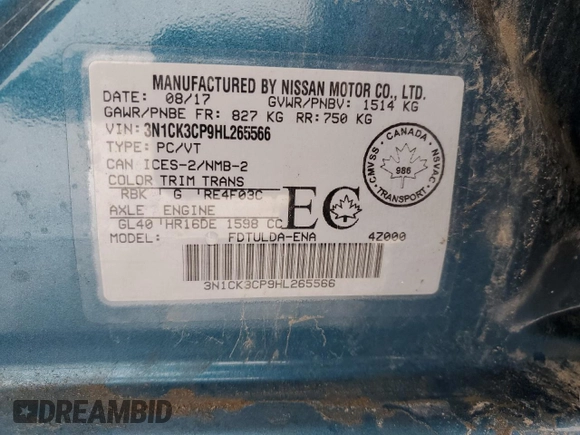 MANUFACTURED BY NISSAN MOTOR CO., LTD.
DATE: 08/17 GVWR/PNBV: 1514 KG
GAWR/PNBE FR: 827 KG RR: 750 KG
VIN: 3N1CK3CP9HL265566
TYPE: PC/VT
CAN ICES-2/NMB-2
COLOR TRIM TRANS
RBK G RE4F03C
AXLE ENGINE
GL40 HR16DE 1598 CC
MODEL: FDTULDA-ENA 4Z000
EC
CANADA
CMVSS NSVAC
986
TRANSPORT
3N1CK3CP9HL265566
DREAMBID